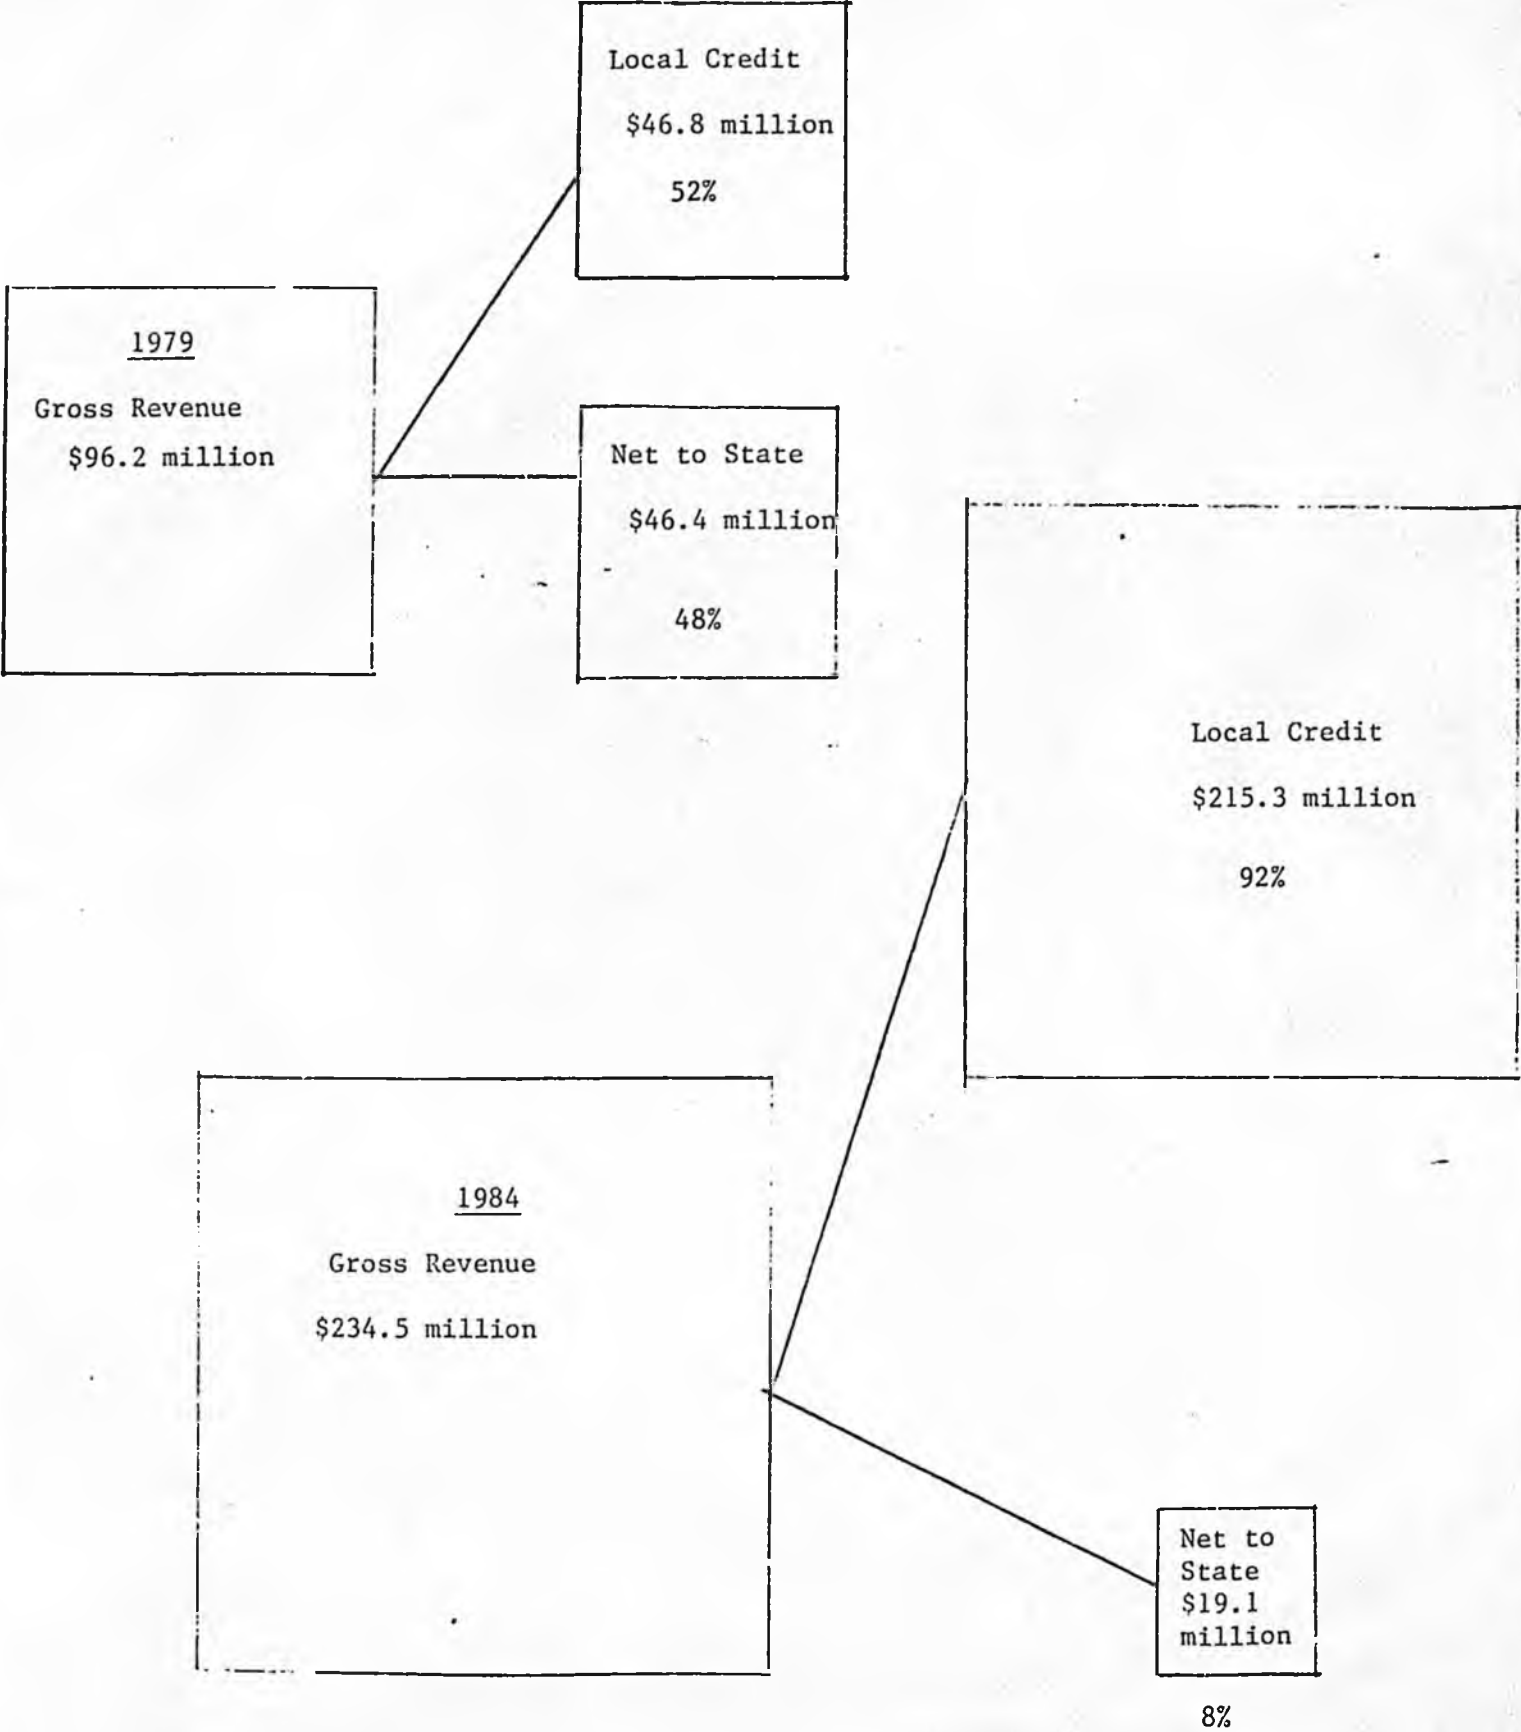 Local Credit
$46.8 million
52%
1979
Gross Revenue
$96.2 million
Net to State
$46.4 million
48%
Local Credit
$215.3 million
92%
1984
Gross Revenue
$234.5 million
Net to
State
$19.1
million
8%